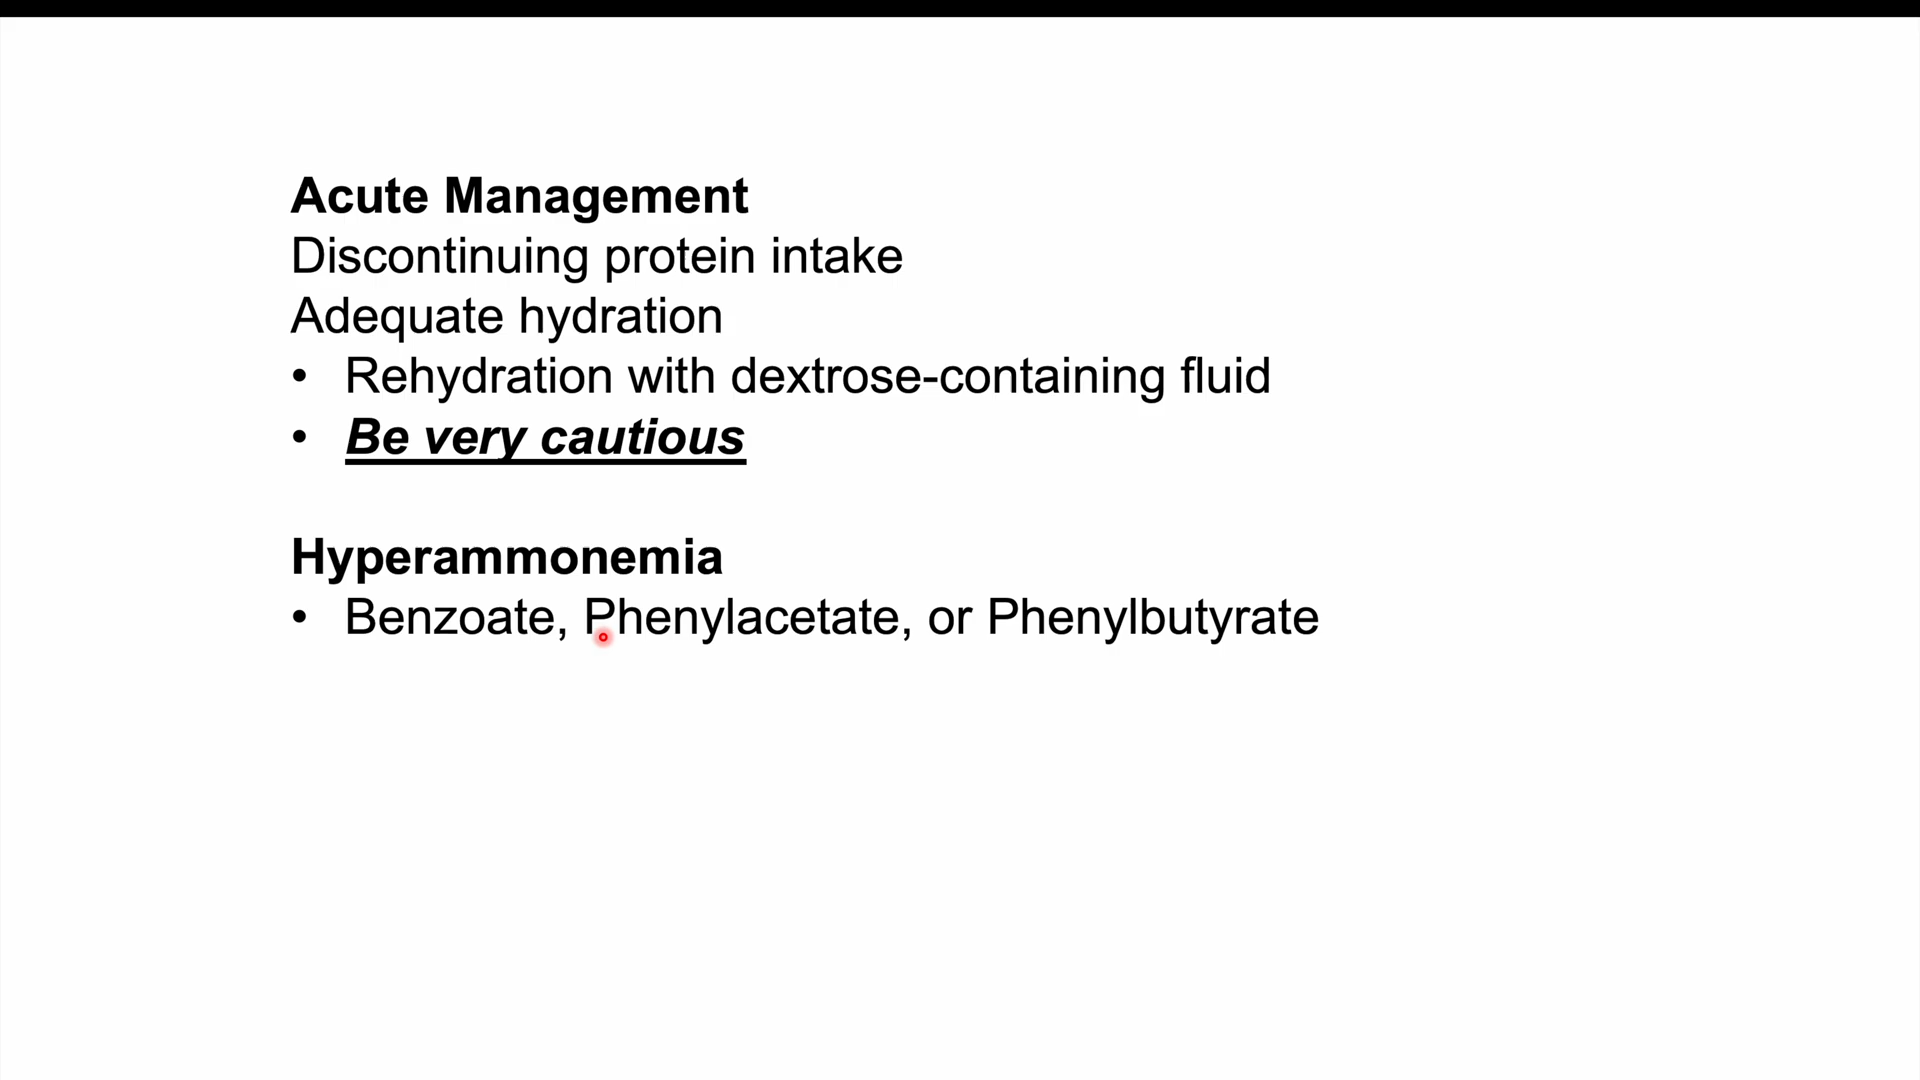 Acute Management
Discontinuing protein intake
Adequate hydration
• Rehydration with dextrose-containing fluid
• Be very cautious
Hyperammonemia
• Benzoate, Phenylacetate, or Phenylbutyrate